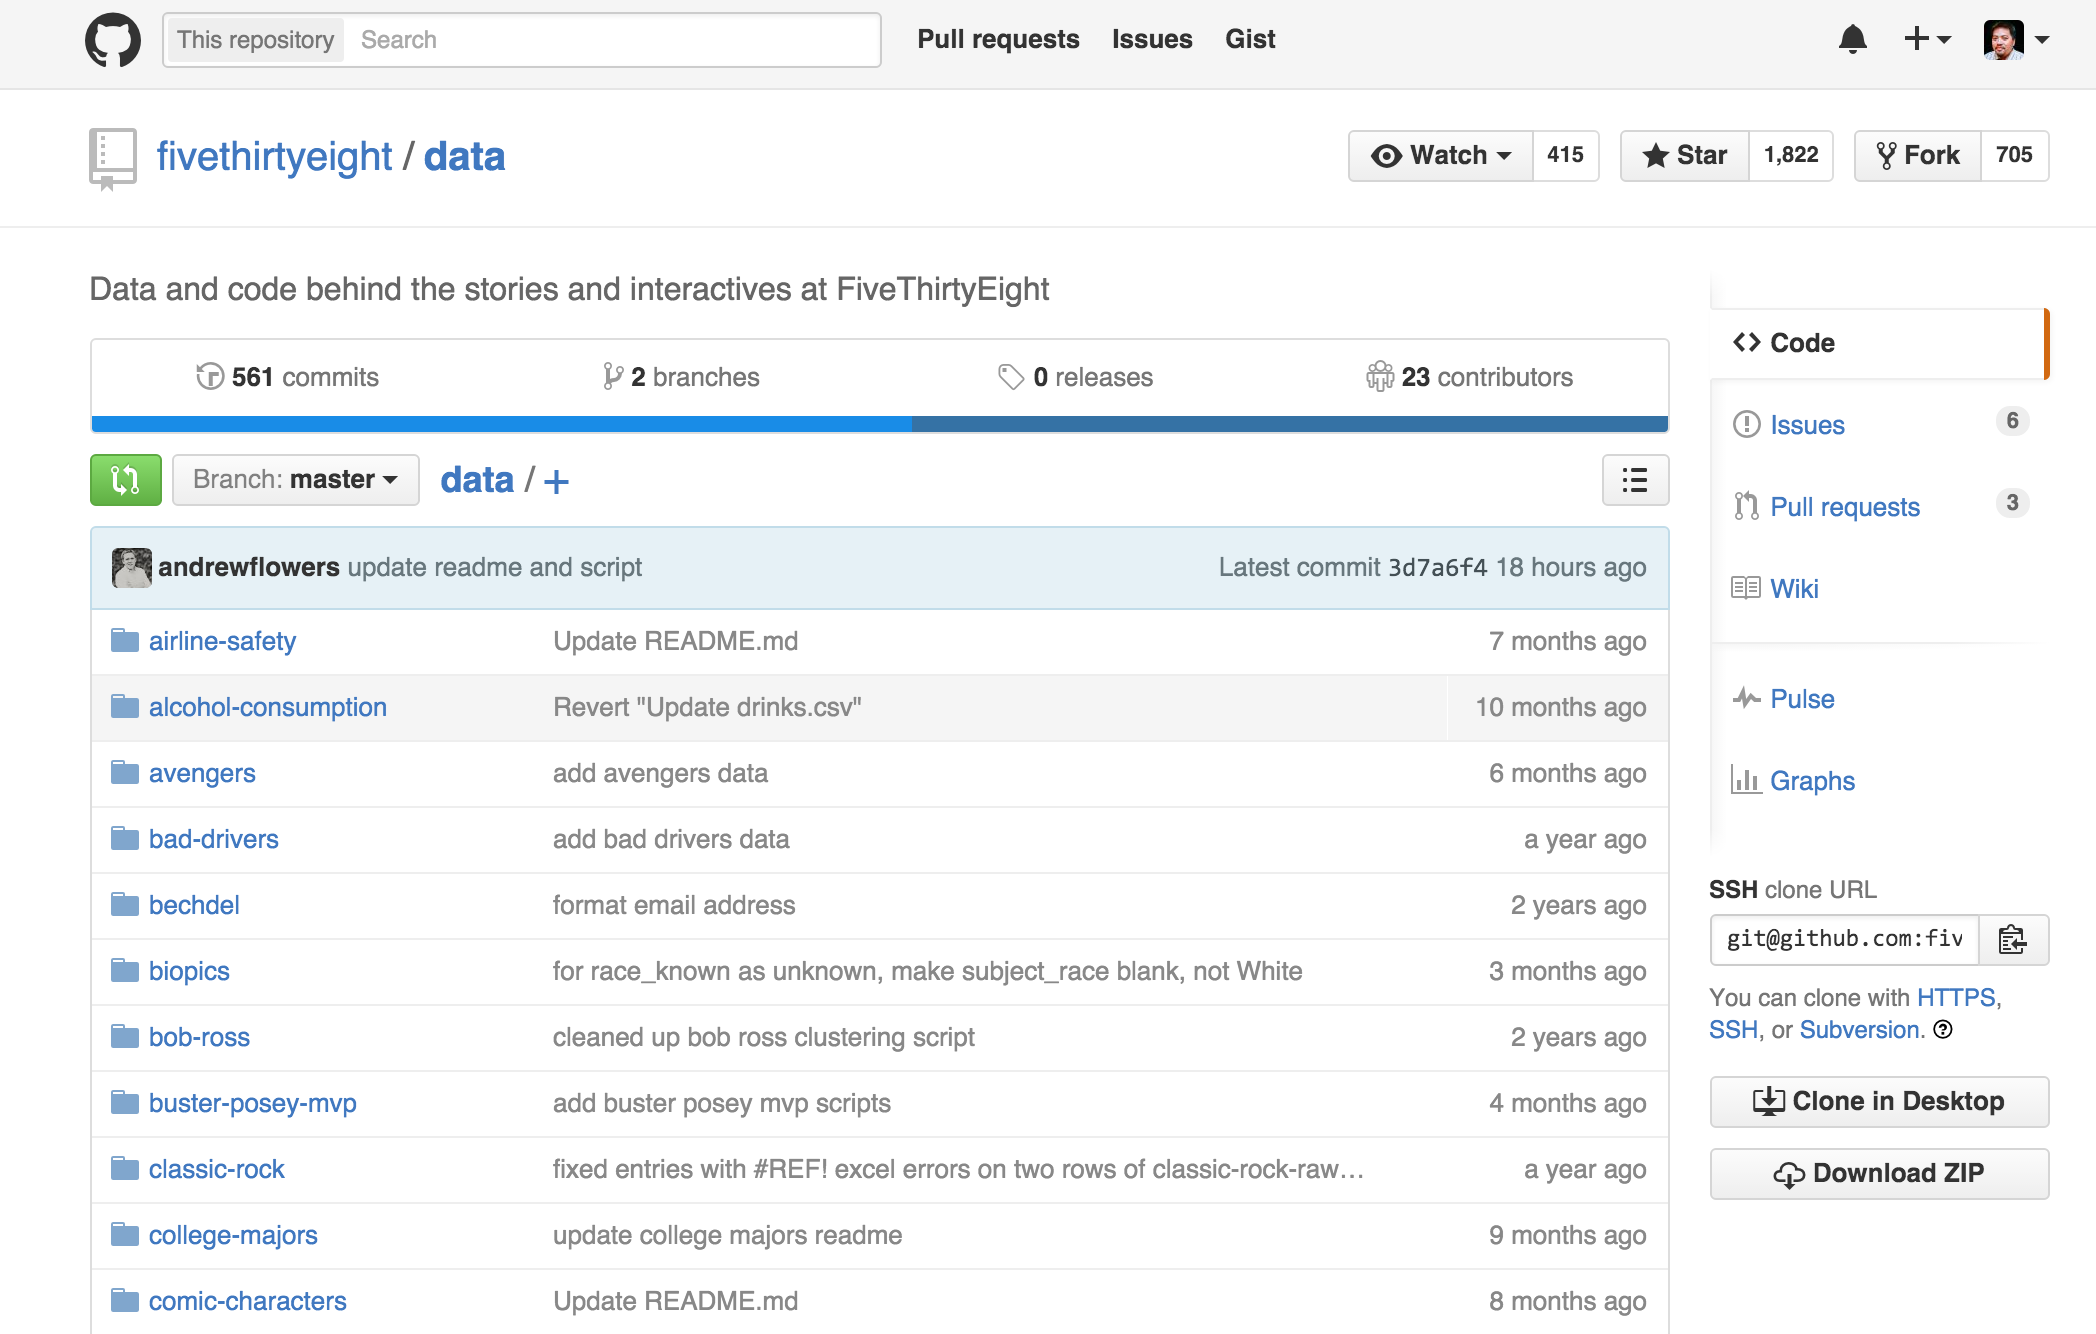 This repository Search Pull requests Issues Gist
fivethirtyeight / data Watch 415 Star 1,822 Fork 705
Data and code behind the stories and interactives at FiveThirtyEight
561 commits 2 branches 0 releases 23 contributors
Branch: master data / +
andrewflowers update readme and script Latest commit 3d7a6f4 18 hours ago
airline-safety Update README.md 7 months ago
alcohol-consumption Revert "Update drinks.csv" 10 months ago
avengers add avengers data 6 months ago
bad-drivers add bad drivers data a year ago
bechdel format email address 2 years ago
biopics for race_known as unknown, make subject_race blank, not White 3 months ago
bob-ross cleaned up bob ross clustering script 2 years ago
buster-posey-mvp add buster posey mvp scripts 4 months ago
classic-rock fixed entries with #REF! excel errors on two rows of classic-rock-raw… a year ago
college-majors update college majors readme 9 months ago
comic-characters Update README.md 8 months ago
Code
Issues 6
Pull requests 3
Wiki
Pulse
Graphs
SSH clone URL
git@github.com:fiv
You can clone with HTTPS,
SSH, or Subversion.
Clone in Desktop
Download ZIP